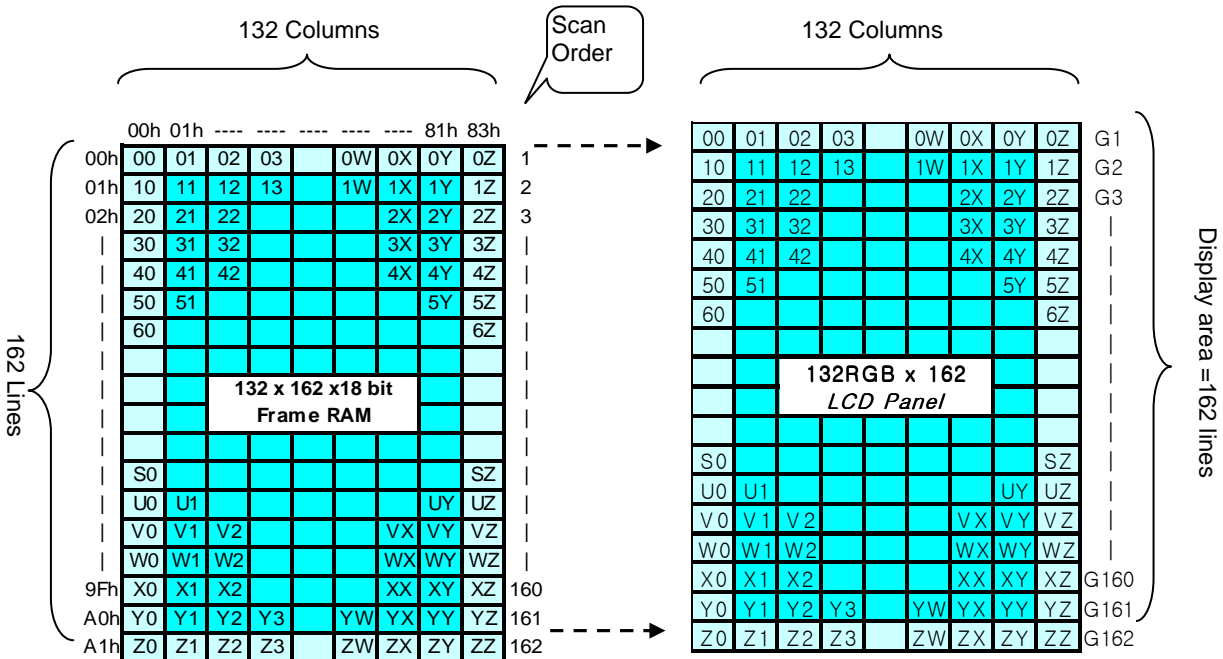 132 Columns
Scan
Order
132 Columns
00h 01h ---- ---- ---- ---- ---- 81h 83h
00h 00 01 02 03 0W 0X 0Y 0Z 1
01h 10 11 12 13 1W 1X 1Y 1Z 2
02h 20 21 22 2X 2Y 2Z 3
30 31 32 3X 3Y 3Z
40 41 42 4X 4Y 4Z
50 51 5Y 5Z
60 6Z
132 x 162 x18 bit
Frame RAM
S0 SZ
U0 U1 UY UZ
V0 V1 V2 VX VY VZ
W0 W1 W2 WX WY WZ
9Fh X0 X1 X2 XX XY XZ 160
A0h Y0 Y1 Y2 Y3 YW YX YY YZ 161
A1h Z0 Z1 Z2 Z3 ZW ZX ZY ZZ 162
162 Lines
00 01 02 03 0W 0X 0Y 0Z G1
10 11 12 13 1W 1X 1Y 1Z G2
20 21 22 2X 2Y 2Z G3
30 31 32 3X 3Y 3Z
40 41 42 4X 4Y 4Z
50 51 5Y 5Z
60 6Z
132RGB x 162
LCD Panel
S0 SZ
U0 U1 UY UZ
V0 V1 V2 VX VY VZ
W0 W1 W2 WX WY WZ
X0 X1 X2 XX XY XZ G160
Y0 Y1 Y2 Y3 YW YX YY YZ G161
Z0 Z1 Z2 Z3 ZW ZX ZY ZZ G162
Display area =162 lines